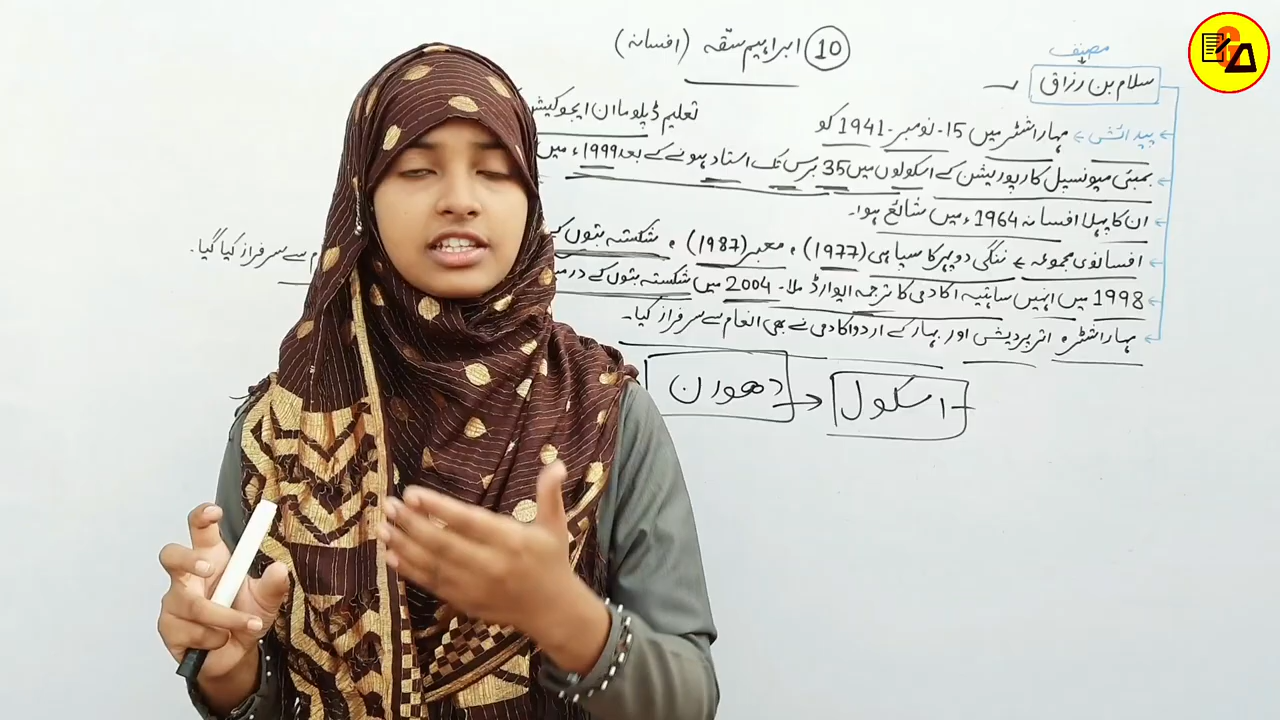 10 ابراہیم سقّہ (افسانہ)
مصنف
سلام بن رزاق
پیدائش مہاراشٹر میں 15۔ نومبر۔ 1941 کو
تعلیم ڈپلوما ان ایجوکیشن
بمبئی میونسپل کارپوریشن کے اسکولوں میں 35 برس تک استاد ہونے کے بعد 1999ء میں
ان کا پہلا افسانہ 1964ء میں شائع ہوا۔
افسانوی مجموعہ ننگی دوپہر کا سپاہی (1977)، معبر (1987)، شکستہ بتوں کے
1998 میں انہیں ساہتیہ اکادمی کا ترجمہ ایوارڈ ملا۔ 2004 میں شکستہ بتوں کے درمیاں
سے سرفراز کیا گیا۔
مہاراشٹر، اتر پردیش اور بہار کے اردو اکادمی نے بھی انعام سے سرفراز کیا۔
اسکول
دھورن